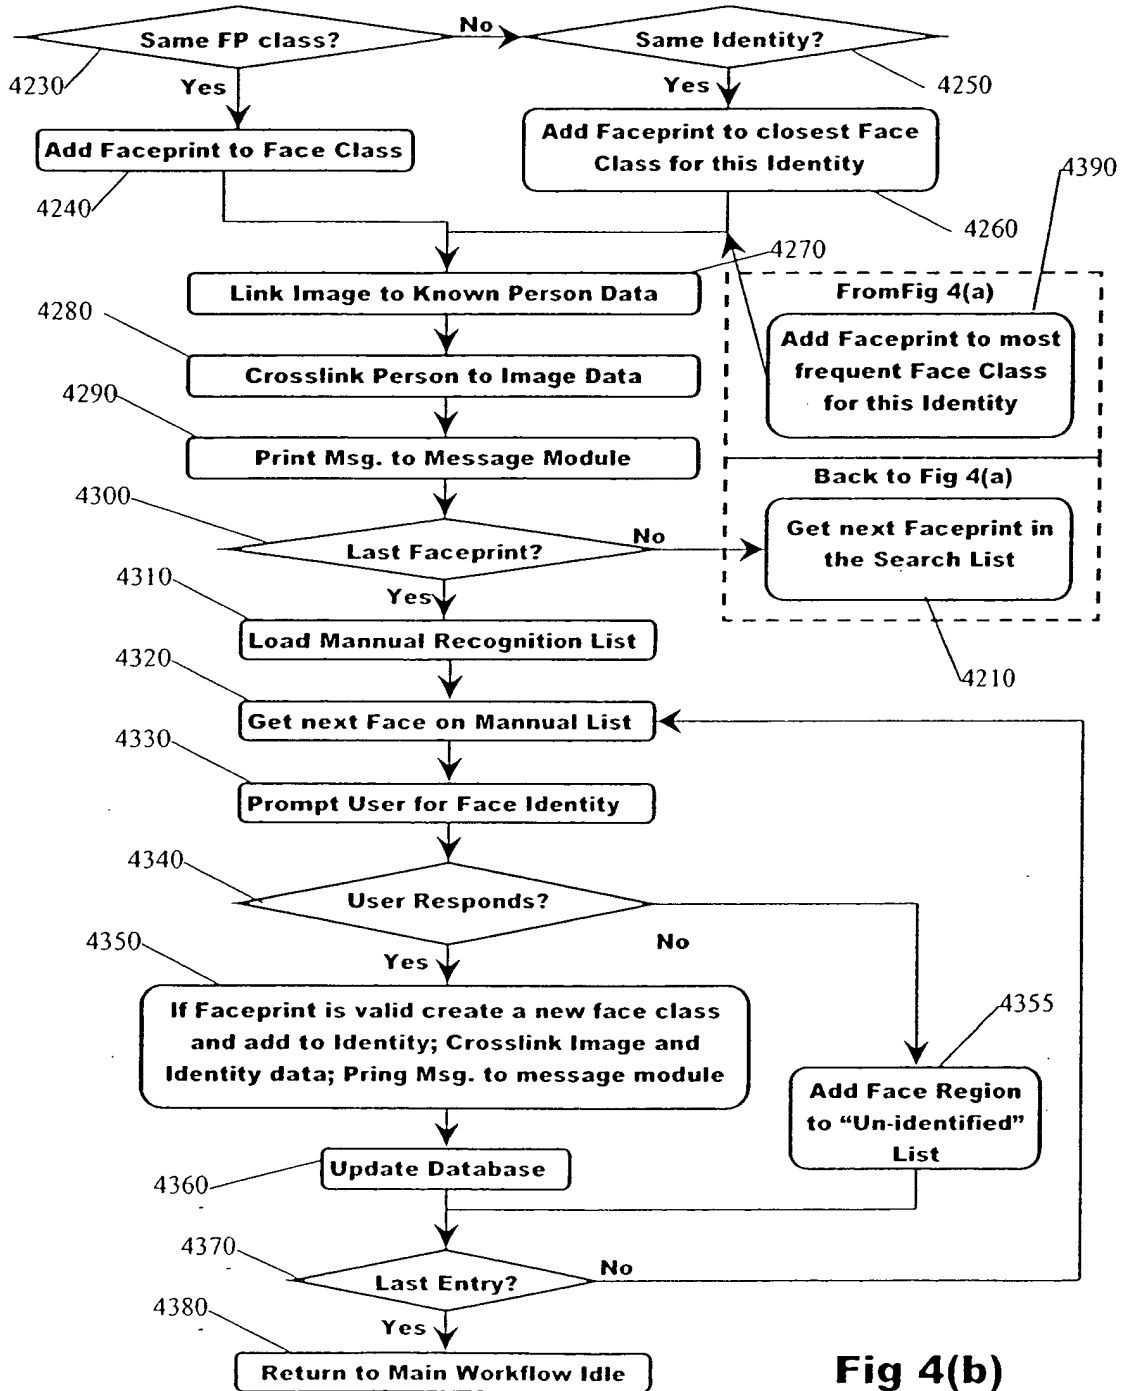 Same FP class?
No
Same Identity?
4230
Yes
Yes
4250
Add Faceprint to Face Class
Add Faceprint to closest Face
Class for this Identity
4240
4260
4390
4270
Link Image to Known Person Data
FromFig 4(a)
Add Faceprint to most
frequent Face Class
for this Identity
4280
Crosslink Person to Image Data
4290
Print Msg. to Message Module
Back to Fig 4(a)
4300
Last Faceprint?
No
Get next Faceprint in
the Search List
4310
Yes
Load Mannual Recognition List
4210
4320
Get next Face on Mannual List
4330
Prompt User for Face Identity
4340
User Responds?
No
4350
Yes
If Faceprint is valid create a new face class
and add to Identity; Crosslink Image and
Identity data; Pring Msg. to message module
4355
Add Face Region
to “Un-identified”
List
4360
Update Database
4370
Last Entry?
No
4380
Yes
Return to Main Workflow Idle
Fig 4(b)